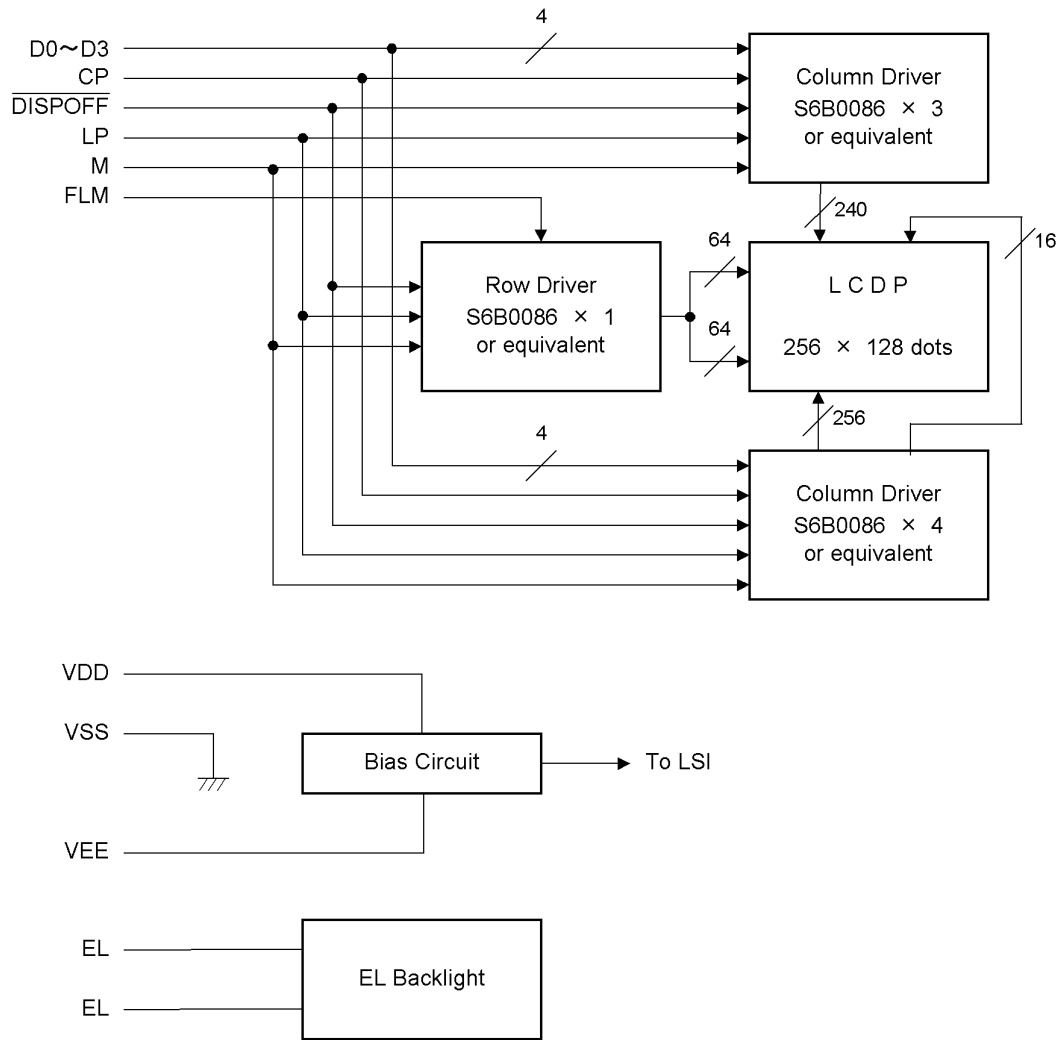 D0～D3
4
CP
DISPOFF
LP
M
FLM
Column Driver
S6B0086 × 3
or equivalent
240
16
64
64
Row Driver
S6B0086 × 1
or equivalent
L C D P
256 × 128 dots
256
4
Column Driver
S6B0086 × 4
or equivalent
VDD
VSS
Bias Circuit
To LSI
VEE
EL
EL Backlight
EL